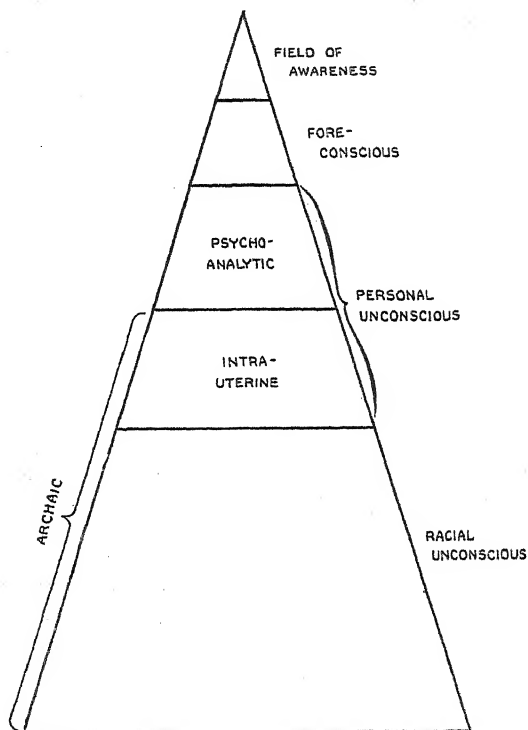 FIELD OF
AWARENESS
FORE-
CONSCIOUS
PSYCHO-
ANALYTIC
PERSONAL
UNCONSCIOUS
INTRA-
UTERINE
ARCHAIC
RACIAL
UNCONSCIOUS